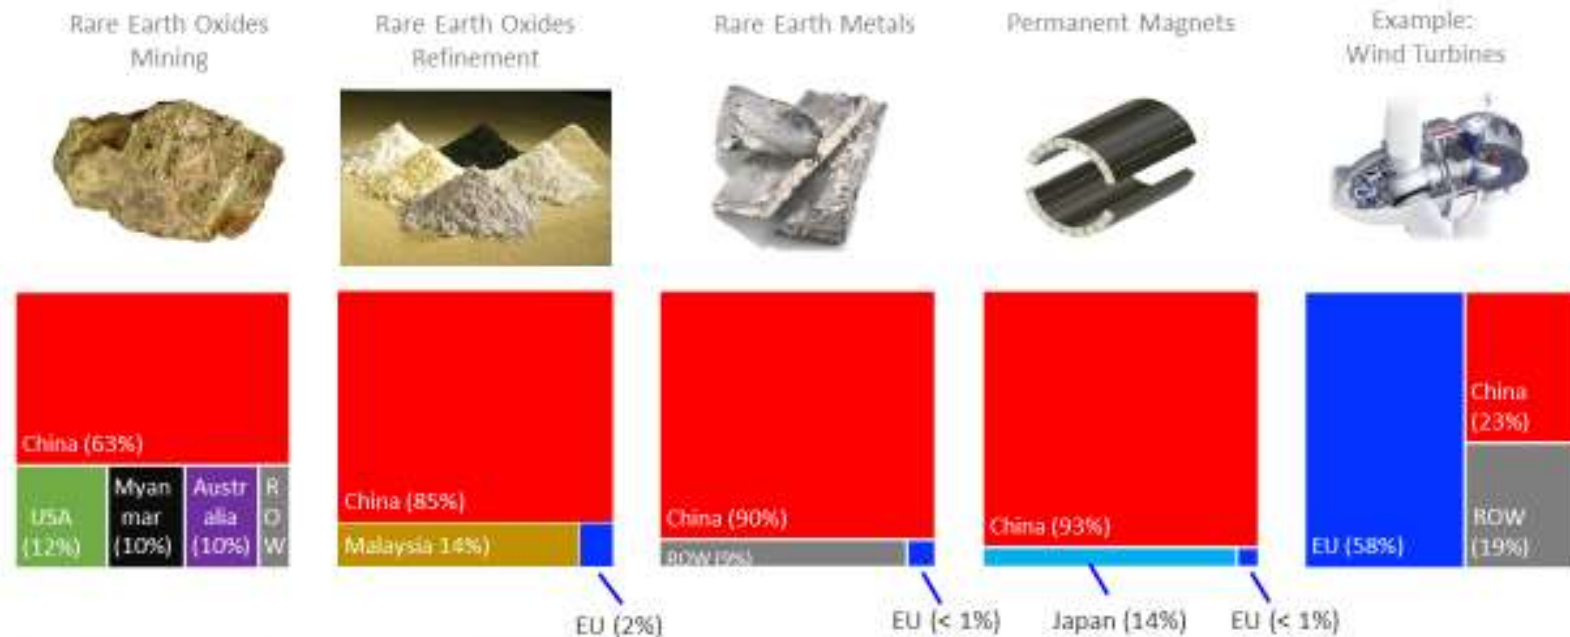 Rare Earth Oxides
Mining
Rare Earth Oxides
Refinement
Rare Earth Metals
Permanent Magnets
Example:
Wind Turbines
China (63%)
USA
(12%)
Myan
mar
(10%)
Austr
alia
(10%)
R
O
W
China (85%)
Malaysia 14%)
EU (2%)
China (90%)
ROW (9%)
EU (< 1%)
China (93%)
Japan (14%)
EU (< 1%)
EU (58%)
China
(23%)
ROW
(19%)